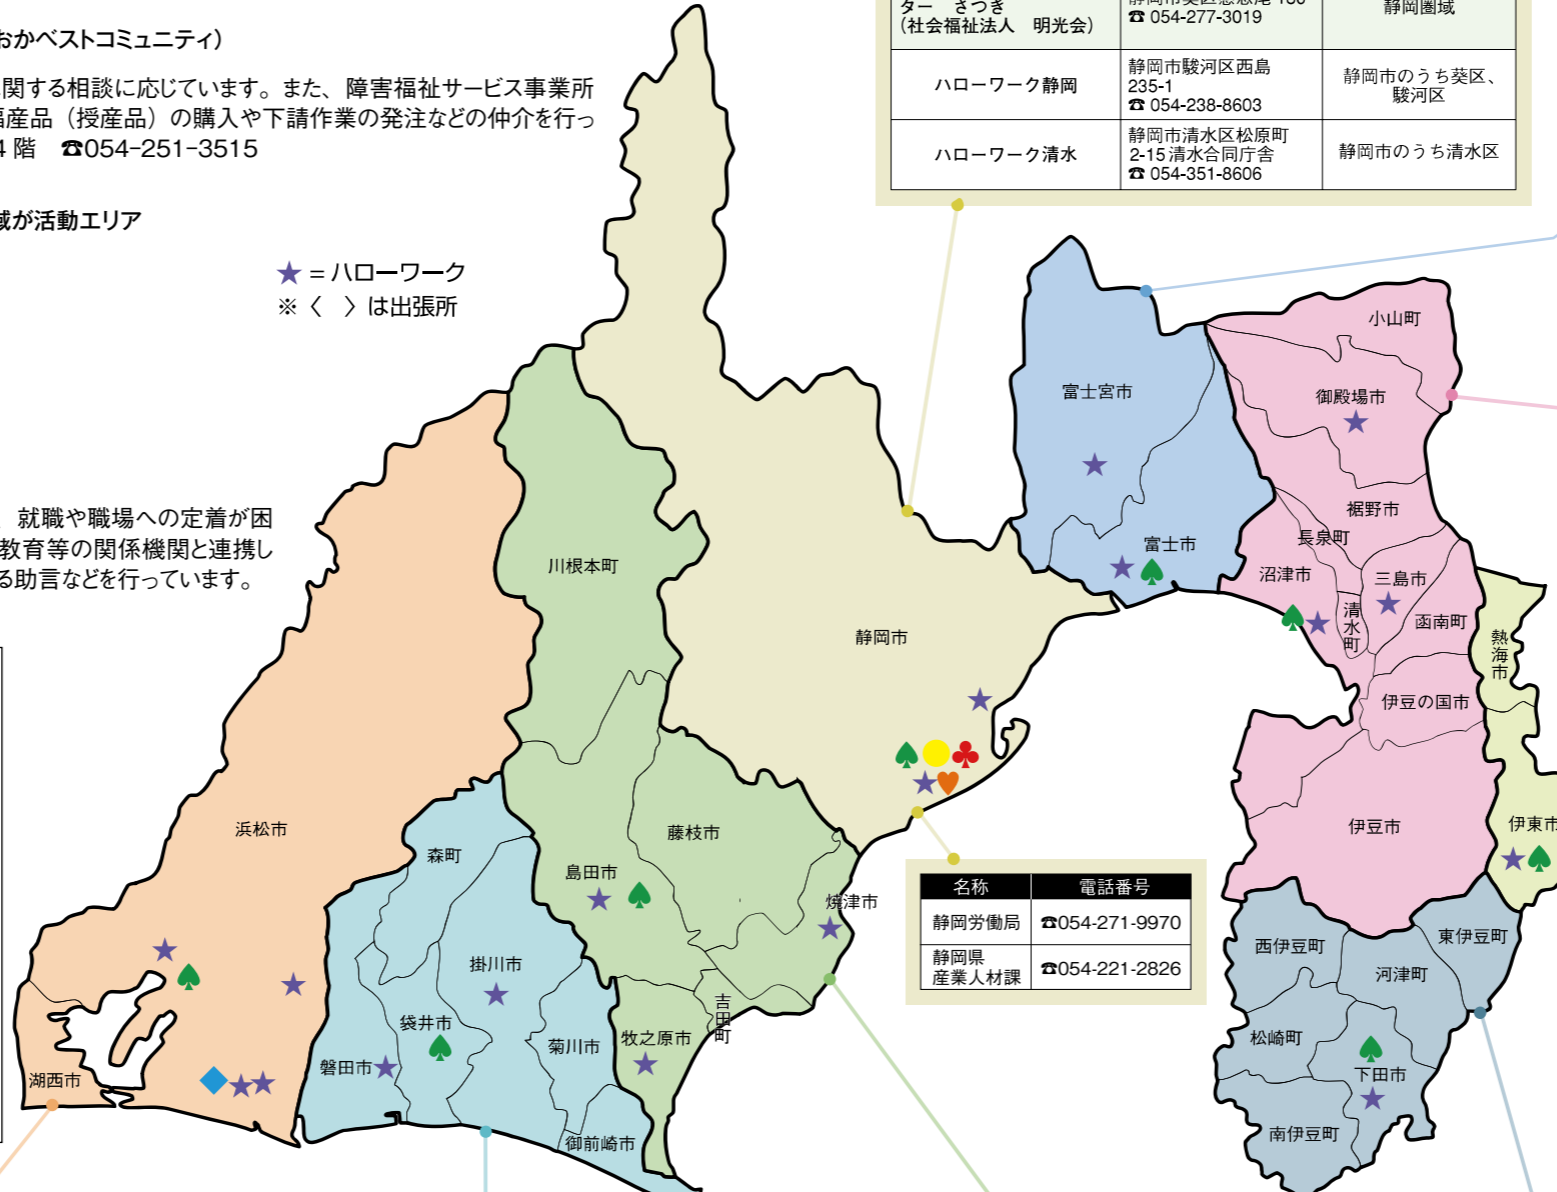 おかベストコミュニティ）
関する相談に応じています。また、障害福祉サービス事業所
産品（授産品）の購入や下請作業の発注などの仲介を行っ
4 階　☎054-251-3515
域が活動エリア
★ = ハローワーク
※〈　〉は出張所
就職や職場への定着が困
教育等の関係機関と連携し
る助言などを行っています。
ター　さつき
（社会福祉法人　明光会）
☎ 054-277-3019
静岡圏域
ハローワーク静岡
静岡市駿河区西島
235-1
☎ 054-238-8603
静岡市のうち葵区、
駿河区
ハローワーク清水
静岡市清水区松原町
2-15 清水合同庁舎
☎ 054-351-8606
静岡市のうち清水区
小山町
御殿場市
富士宮市
裾野市
長泉町
富士市
沼津市
三島市
清水町
函南町
熱海市
伊豆の国市
伊豆市
伊東市
川根本町
静岡市
浜松市
森町
藤枝市
島田市
焼津市
掛川市
袋井市
菊川市
牧之原市
吉田町
磐田市
湖西市
御前崎市
名称
電話番号
静岡労働局
☎054-271-9970
静岡県
産業人材課
☎054-221-2826
西伊豆町
東伊豆町
河津町
松崎町
下田市
南伊豆町